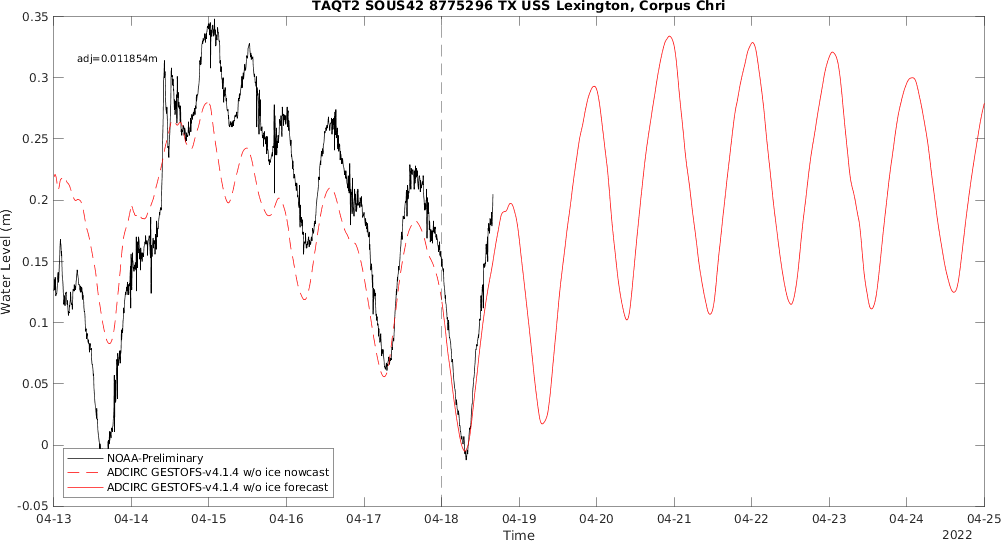 TAQT2 SOUS42 8775296 TX USS Lexington, Corpus Chri
adj=0.011854m
0.35
0.3
0.25
0.2
0.15
0.1
0.05
0
-0.05
Water Level (m)
NOAA-Preliminary
ADCIRC GESTOFS-v4.1.4 w/o ice nowcast
ADCIRC GESTOFS-v4.1.4 w/o ice forecast
04-13 04-14 04-15 04-16 04-17 04-18 04-19 04-20 04-21 04-22 04-23 04-24 04-25
Time
2022